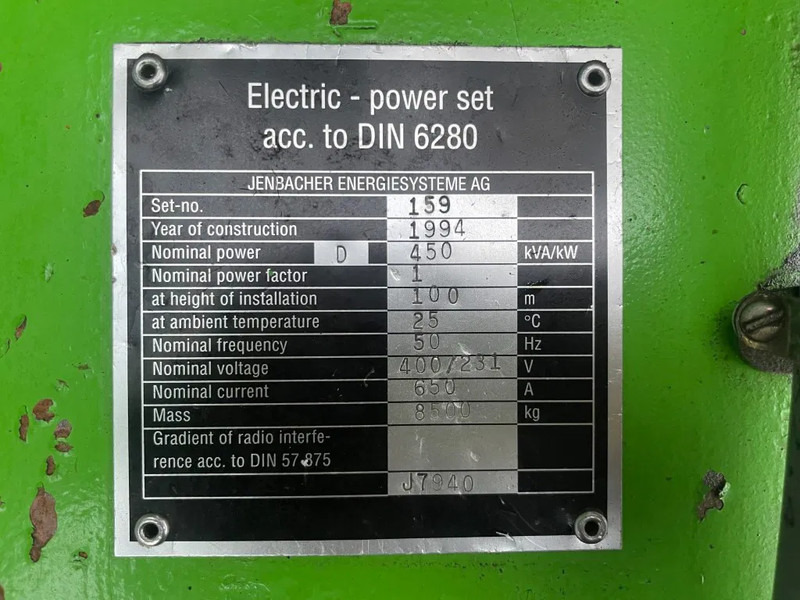 Electric - power set
acc. to DIN 6280
JENBACHER ENERGIESYSTEME AG
Set-no. 159
Year of construction 1994
Nominal power D 450 kVA/kW
Nominal power factor 1
at height of installation 100 m
at ambient temperature 25 °C
Nominal frequency 50 Hz
Nominal voltage 400/231 V
Nominal current 650 A
Mass 8500 kg
Gradient of radio interfe-
rence acc. to DIN 57 875
J7940